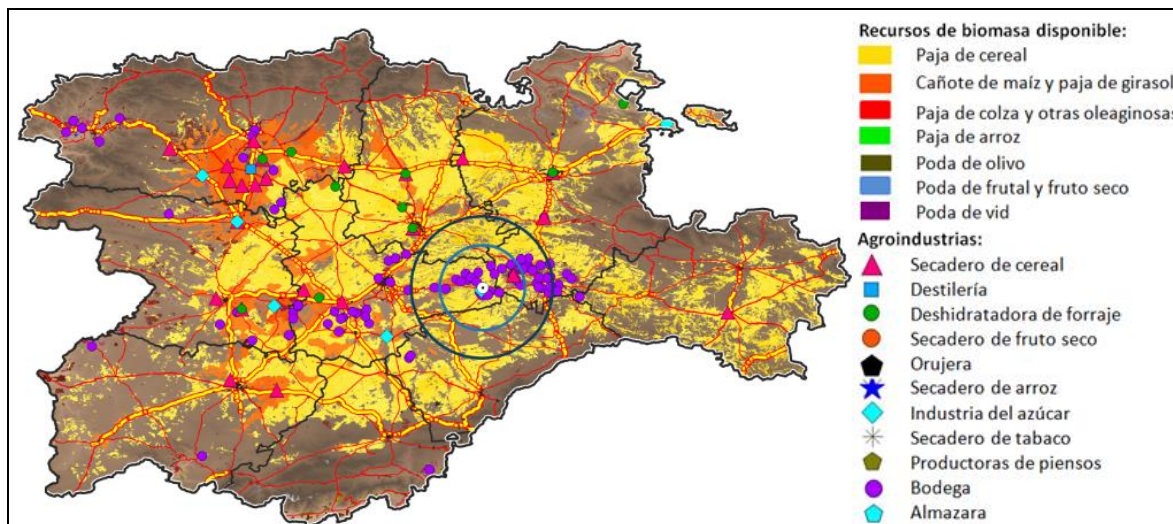 Recursos de biomasa disponible:
Paja de cereal
Cañote de maíz y paja de girasol
Paja de colza y otras oleaginosas
Paja de arroz
Poda de olivo
Poda de frutal y fruto seco
Poda de vid
Agroindustrias:
Secadero de cereal
Destilería
Deshidratadora de forraje
Secadero de fruto seco
Orujera
Secadero de arroz
Industria del azúcar
Secadero de tabaco
Productoras de piensos
Bodega
Almazara